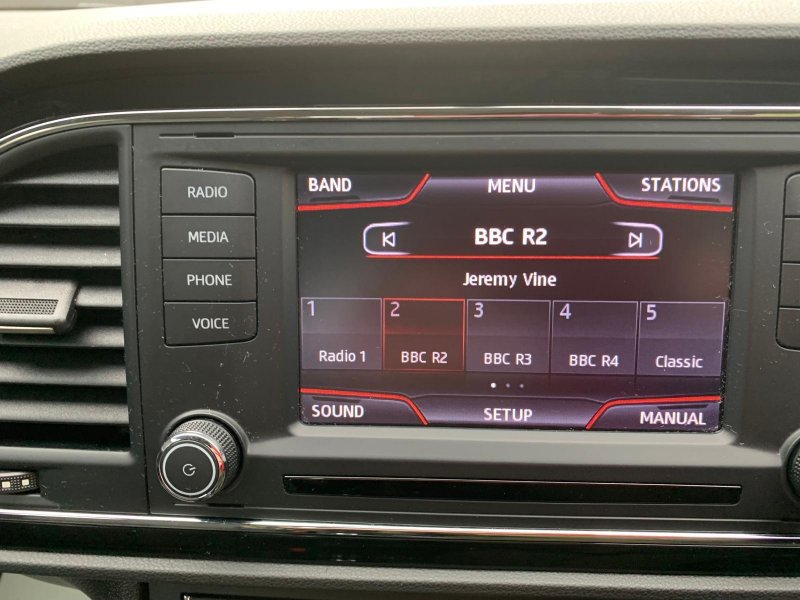 RADIO
MEDIA
PHONE
VOICE
BAND MENU STATIONS
BBC R2
Jeremy Vine
1 2 3 4 5
Radio 1 BBC R2 BBC R3 BBC R4 Classic
SOUND SETUP MANUAL